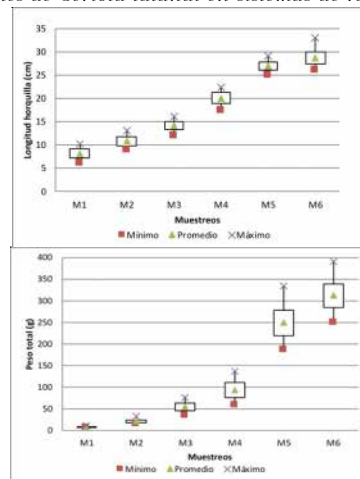 35
30
25
20
15
10
5
0
Longitud horquilla (cm)
M1 M2 M3 M4 M5 M6
Muestreos
Mínimo Promedio Máximo
400
350
300
250
200
150
100
50
0
Peso total (g)
M1 M2 M3 M4 M5 M6
Muestreos
Mínimo Promedio Máximo